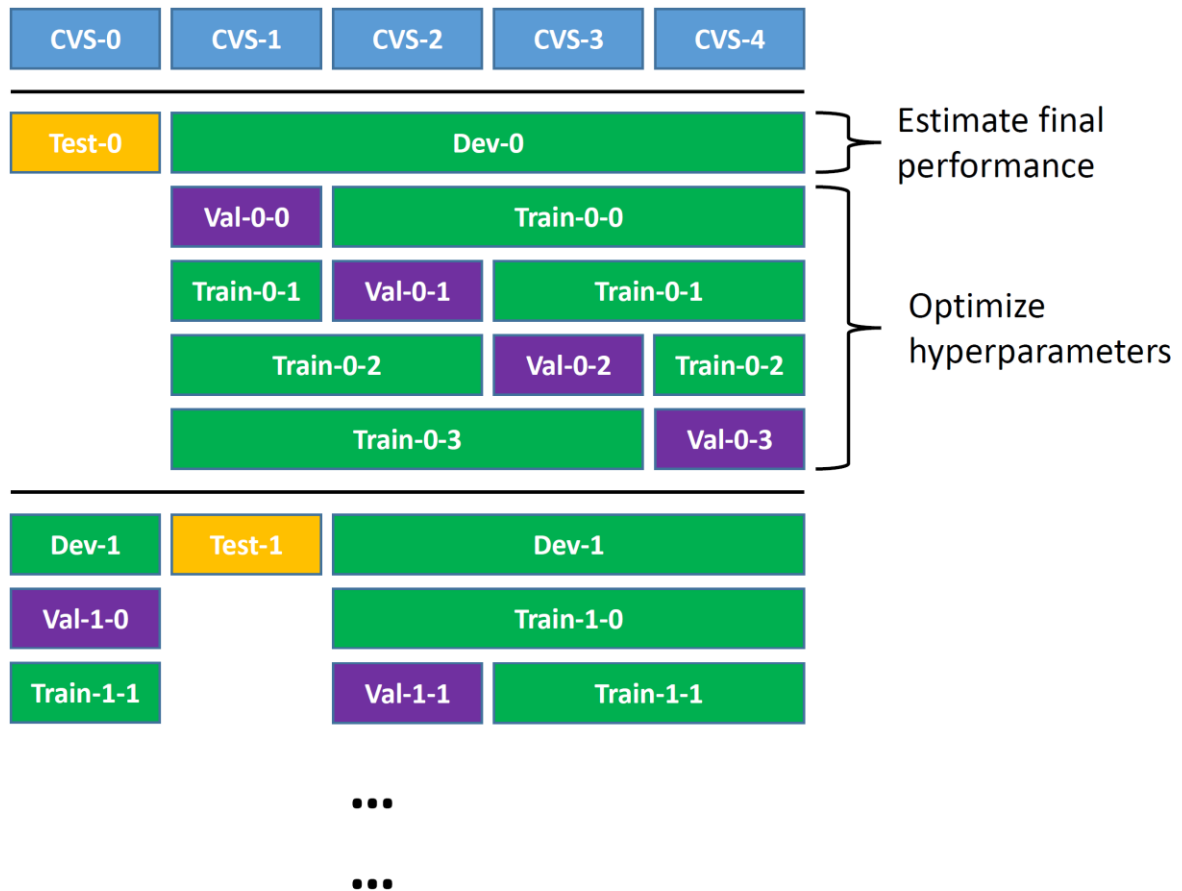 CVS-0 CVS-1 CVS-2 CVS-3 CVS-4
Test-0 Dev-0
Estimate final
performance
Val-0-0 Train-0-0
Train-0-1 Val-0-1 Train-0-1
Optimize
hyperparameters
Train-0-2 Val-0-2 Train-0-2
Train-0-3 Val-0-3
Dev-1 Test-1 Dev-1
Val-1-0 Train-1-0
Train-1-1 Val-1-1 Train-1-1
...
...